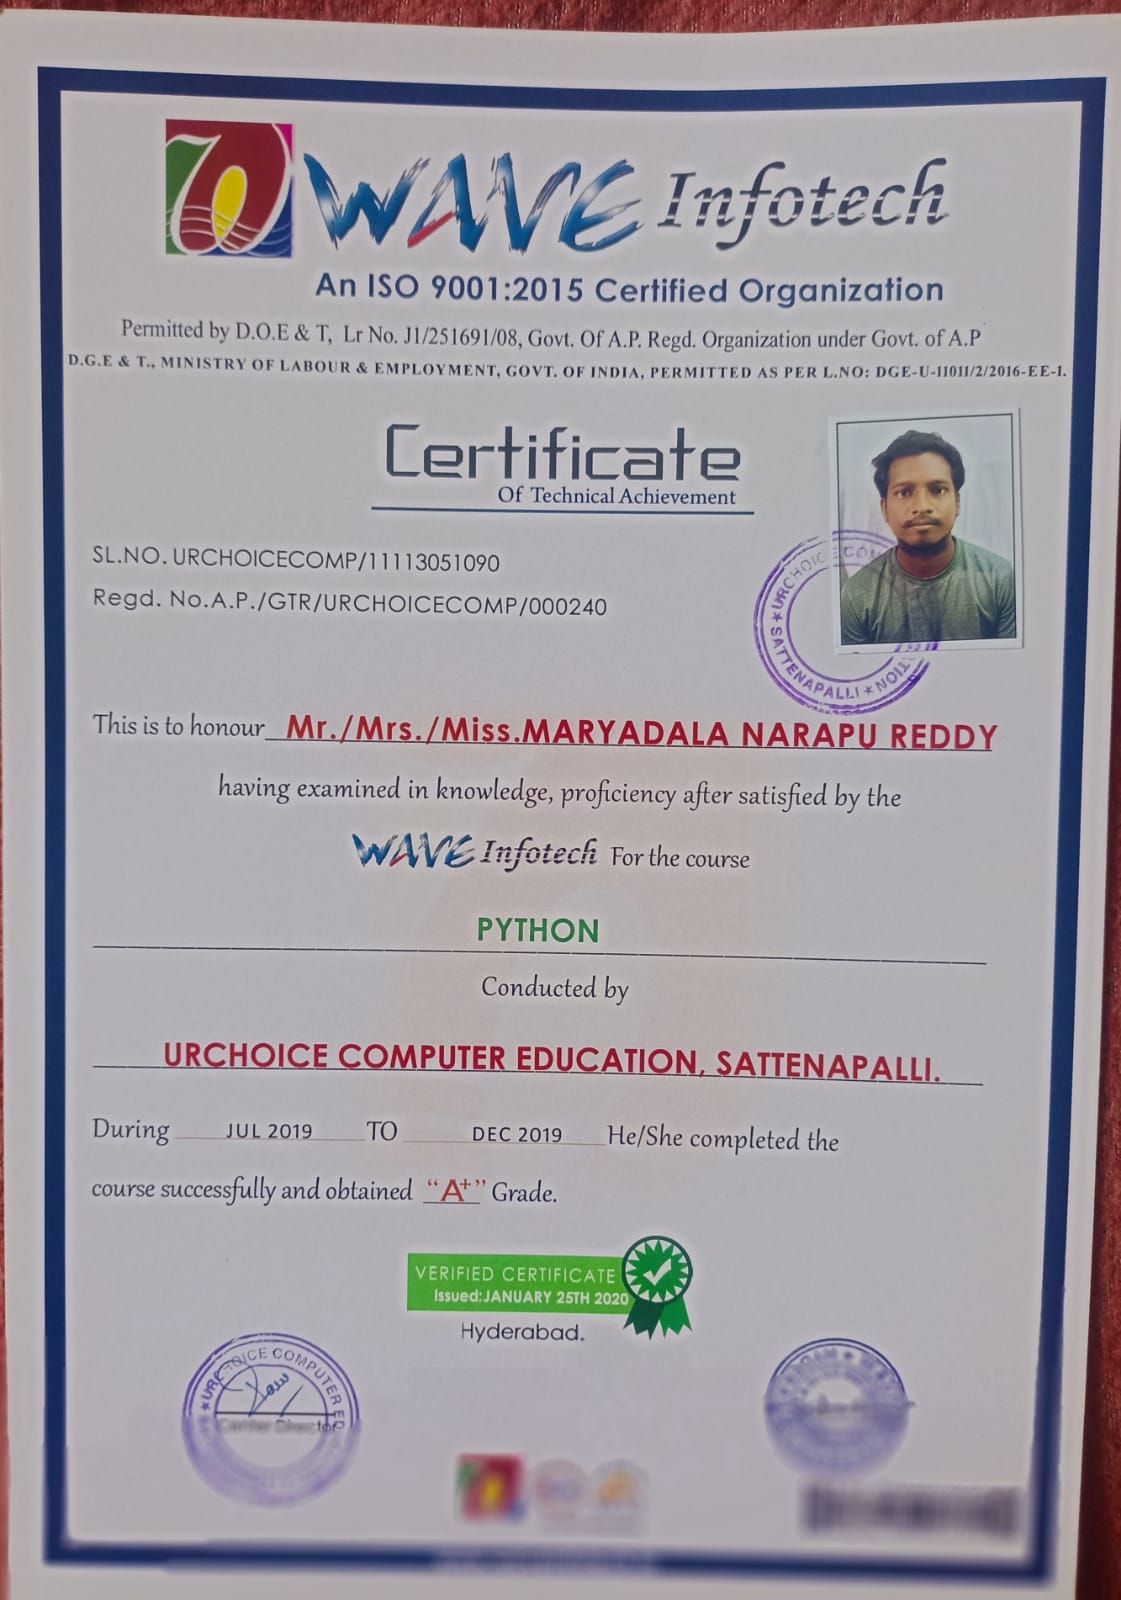 WAVE Infotech
An ISO 9001:2015 Certified Organization
Permitted by D.O.E & T, Lr No. J1/251691/08, Govt. Of A.P. Regd. Organization under Govt. of A.P
D.G.E & T., MINISTRY OF LABOUR & EMPLOYMENT, GOVT. OF INDIA, PERMITTED AS PER L.NO: DGE-U-11011/2/2016-EE-1.
Certificate
Of Technical Achievement
SL.NO. URCHOICECOMP/11113051090
Regd. No.A.P./GTR/URCHOICECOMP/000240
URCHOICE CO
SATTENAPALLI
TION
This is to honour Mr./Mrs./Miss.MARYADALA NARAPU REDDY
having examined in knowledge, proficiency after satisfied by the
WAVE Infotech For the course
PYTHON
Conducted by
URCHOICE COMPUTER EDUCATION, SATTENAPALLI.
During JUL 2019 TO DEC 2019 He/She completed the
course successfully and obtained “A+” Grade.
VERIFIED CERTIFICATE
Issued:JANUARY 25TH 2020
Hyderabad.
URCHOICE COMPUTER ED
Center Director